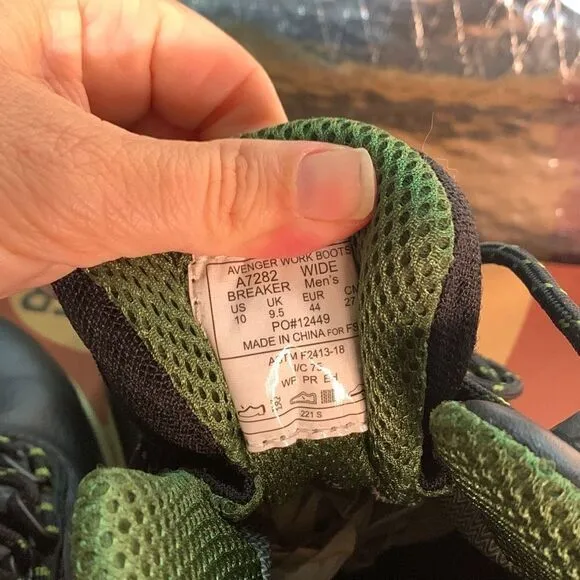 AVENGER WORK BOOTS
A7282 WIDE
BREAKER Men's
US UK EUR CM
10 9.5 44 27
PO#12449
MADE IN CHINA FOR FS
ASTM F2413-18
I/C 75
WF PR EH
221 S